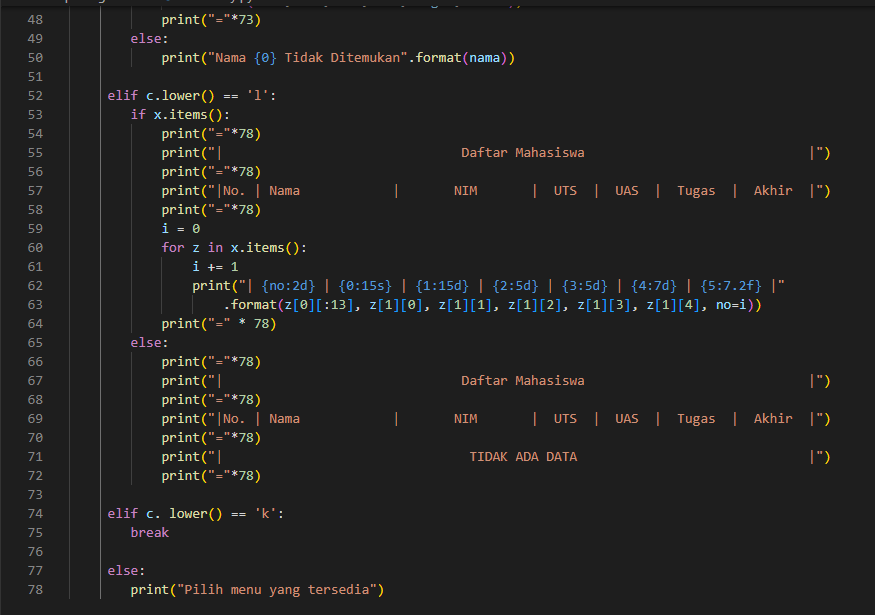 48 print("="*73)
49 else:
50 print("Nama {0} Tidak Ditemukan".format(nama))
51
52 elif c.lower() == 'l':
53 if x.items():
54 print("="*78)
55 print("| Daftar Mahasiswa |")
56 print("="*78)
57 print("|No. | Nama | NIM | UTS | UAS | Tugas | Akhir |")
58 print("="*78)
59 i = 0
60 for z in x.items():
61 i += 1
62 print("| {no:2d} | {0:15s} | {1:15d} | {2:5d} | {3:5d} | {4:7d} | {5:7.2f} |"
63 .format(z[0][:13], z[1][0], z[1][1], z[1][2], z[1][3], z[1][4], no=i))
64 print("=" * 78)
65 else:
66 print("="*78)
67 print("| Daftar Mahasiswa |")
68 print("="*78)
69 print("|No. | Nama | NIM | UTS | UAS | Tugas | Akhir |")
70 print("="*78)
71 print("| TIDAK ADA DATA |")
72 print("="*78)
73
74 elif c. lower() == 'k':
75 break
76
77 else:
78 print("Pilih menu yang tersedia")